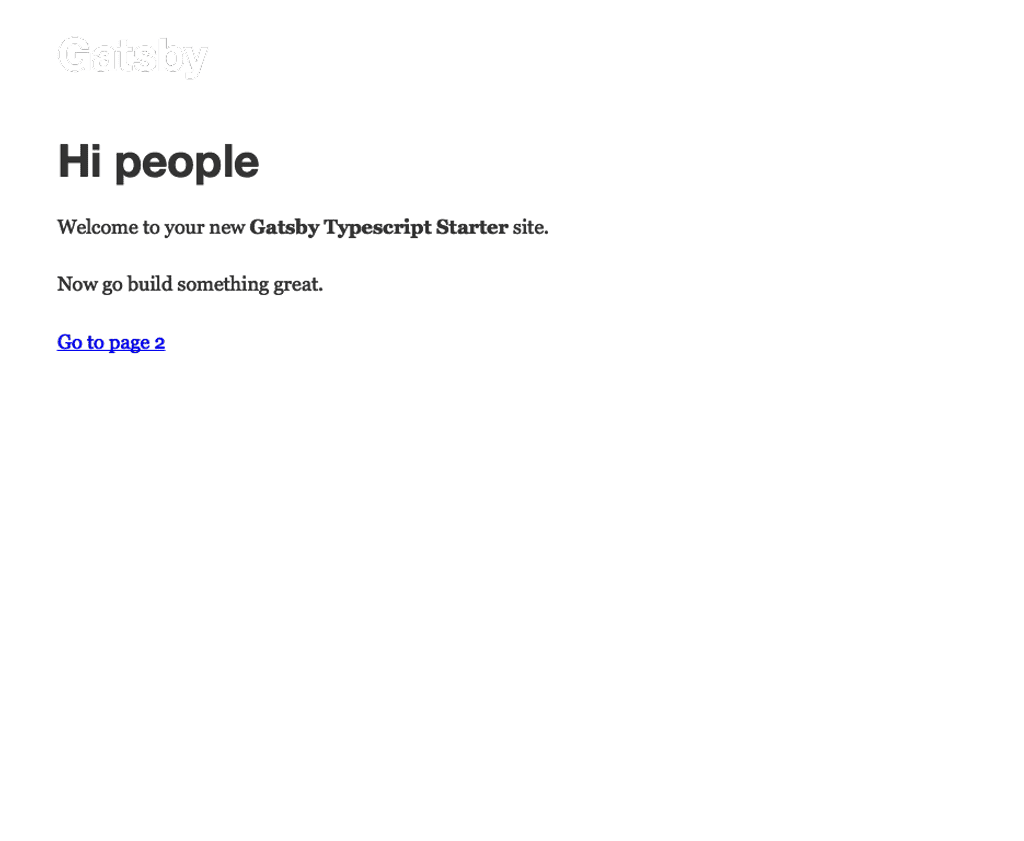 Gatsby
Hi people
Welcome to your new Gatsby Typescript Starter site.
Now go build something great.
Go to page 2